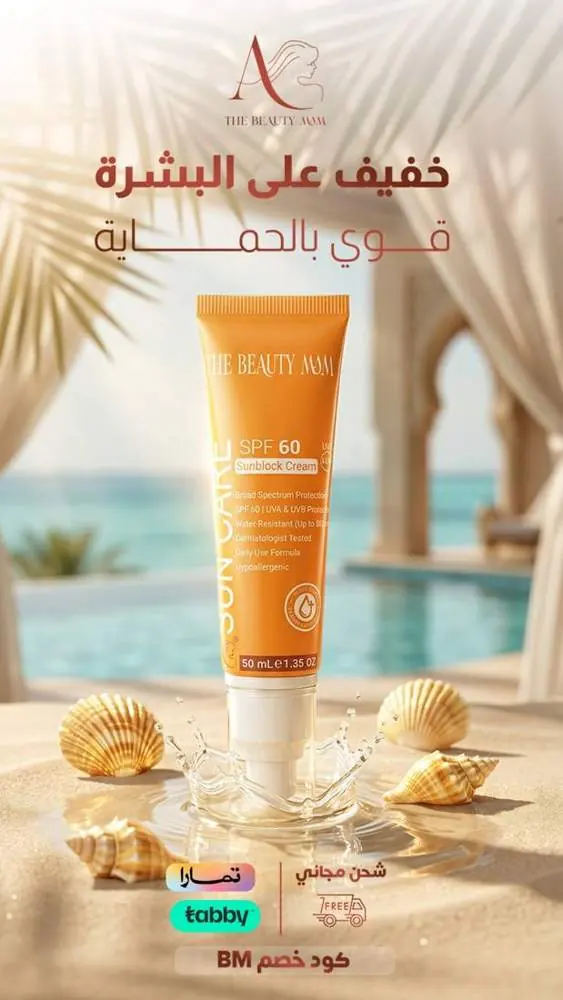 THE BEAUTY MOM
خفيف على البشرة
قوي بالحماية
THE BEAUTY MOM
SUN CARE
SPF 60
Sunblock Cream
Broad Spectrum Protection
SPF 60 | UVA & UVB Prote
Water-Resistant (Up to 80
Dermatologist Tested
Daily Use Formula
Hypoallergenic
50 mL e 1.35 OZ
شحن مجاني
FREE
تمارا
tabby
كود خصم BM